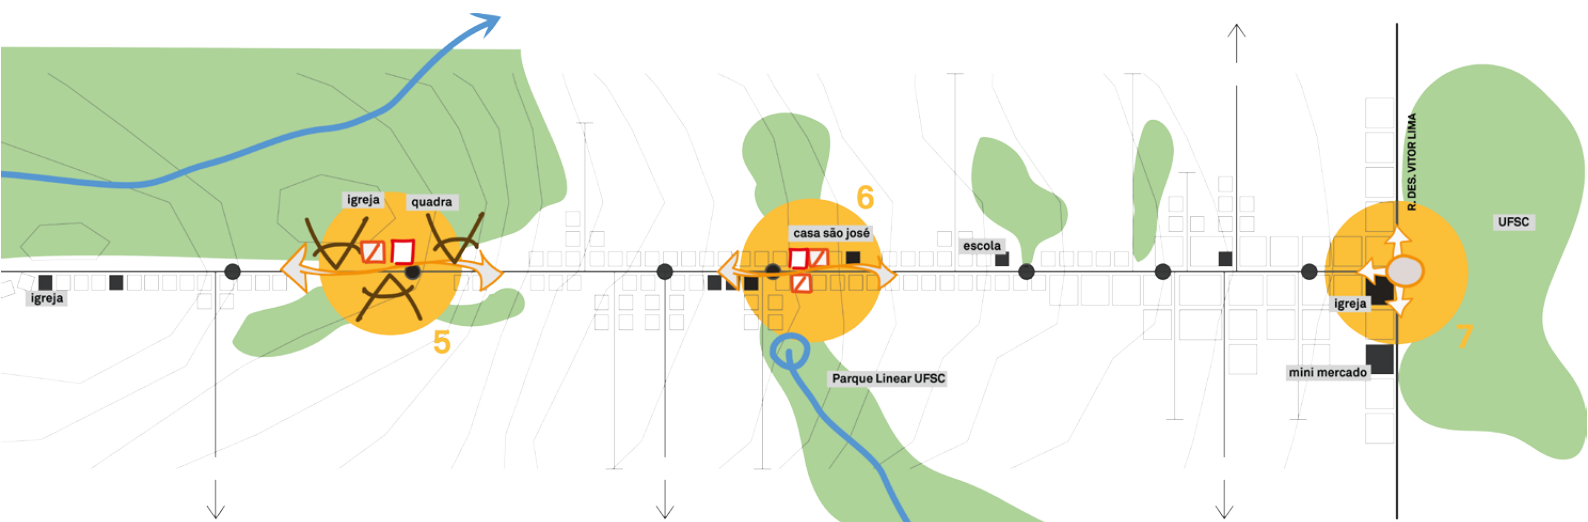 igreja
igreja
quadra
5
6
casa são josé
Parque Linear UFSC
escola
R. DES. VITOR LIMA
igreja
mini mercado
7
UFSC